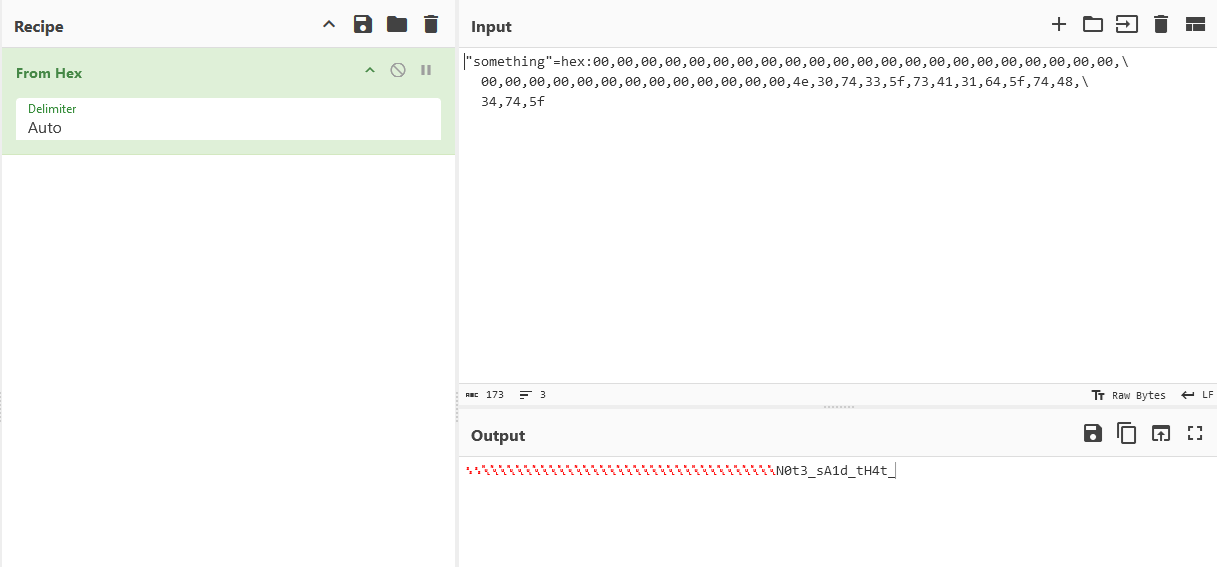 Recipe
From Hex
Delimiter
Auto
Input
"something"=hex:00,00,00,00,00,00,00,00,00,00,00,00,00,00,00,00,00,00,00,00,00,00,\
  00,00,00,00,00,00,00,00,00,00,00,00,00,4e,30,74,33,5f,73,41,31,64,5f,74,48,\
  34,74,5f
ABC 173 3 Raw Bytes LF
Output
N0t3_sA1d_tH4t_